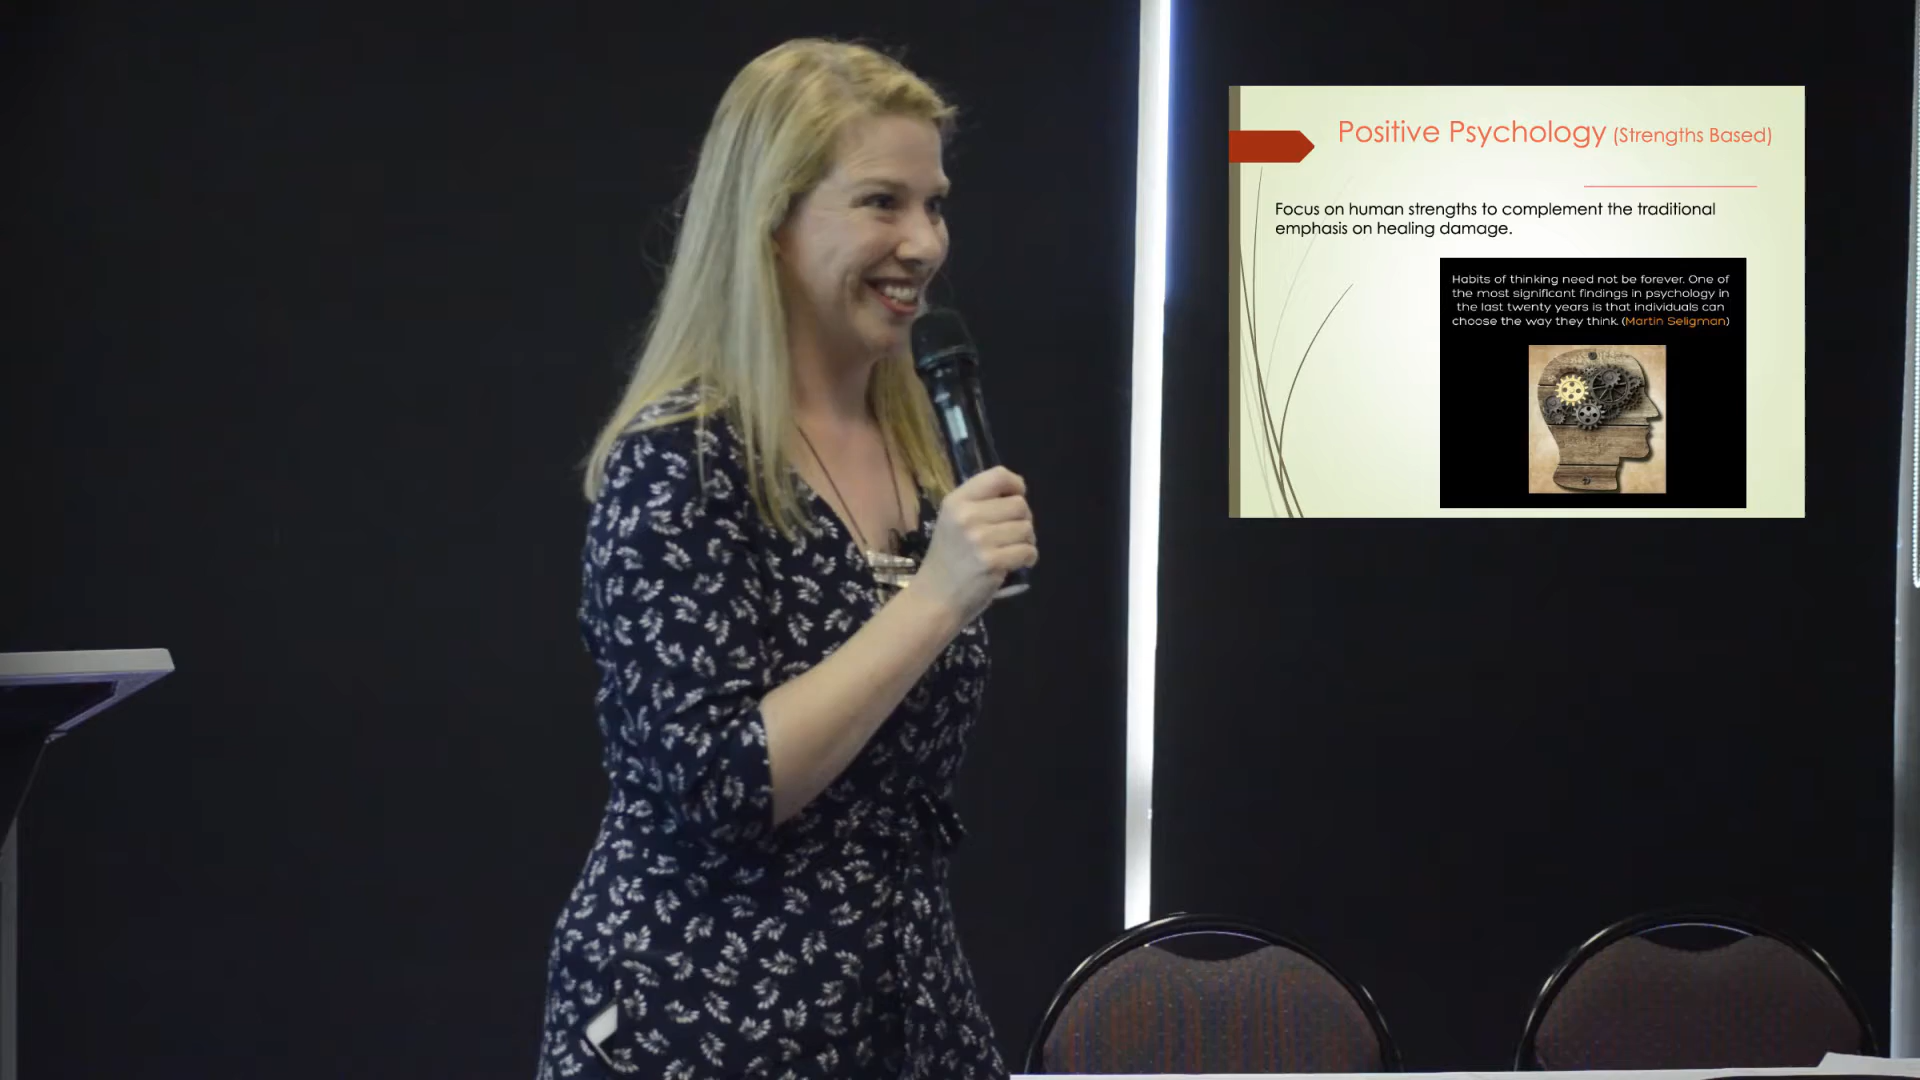 Positive Psychology (Strengths Based)
Focus on human strengths to complement the traditional
emphasis on healing damage.
Habits of thinking need not be forever. One of
the most significant findings in psychology in
the last twenty years is that individuals can
choose the way they think. (Martin Seligman)